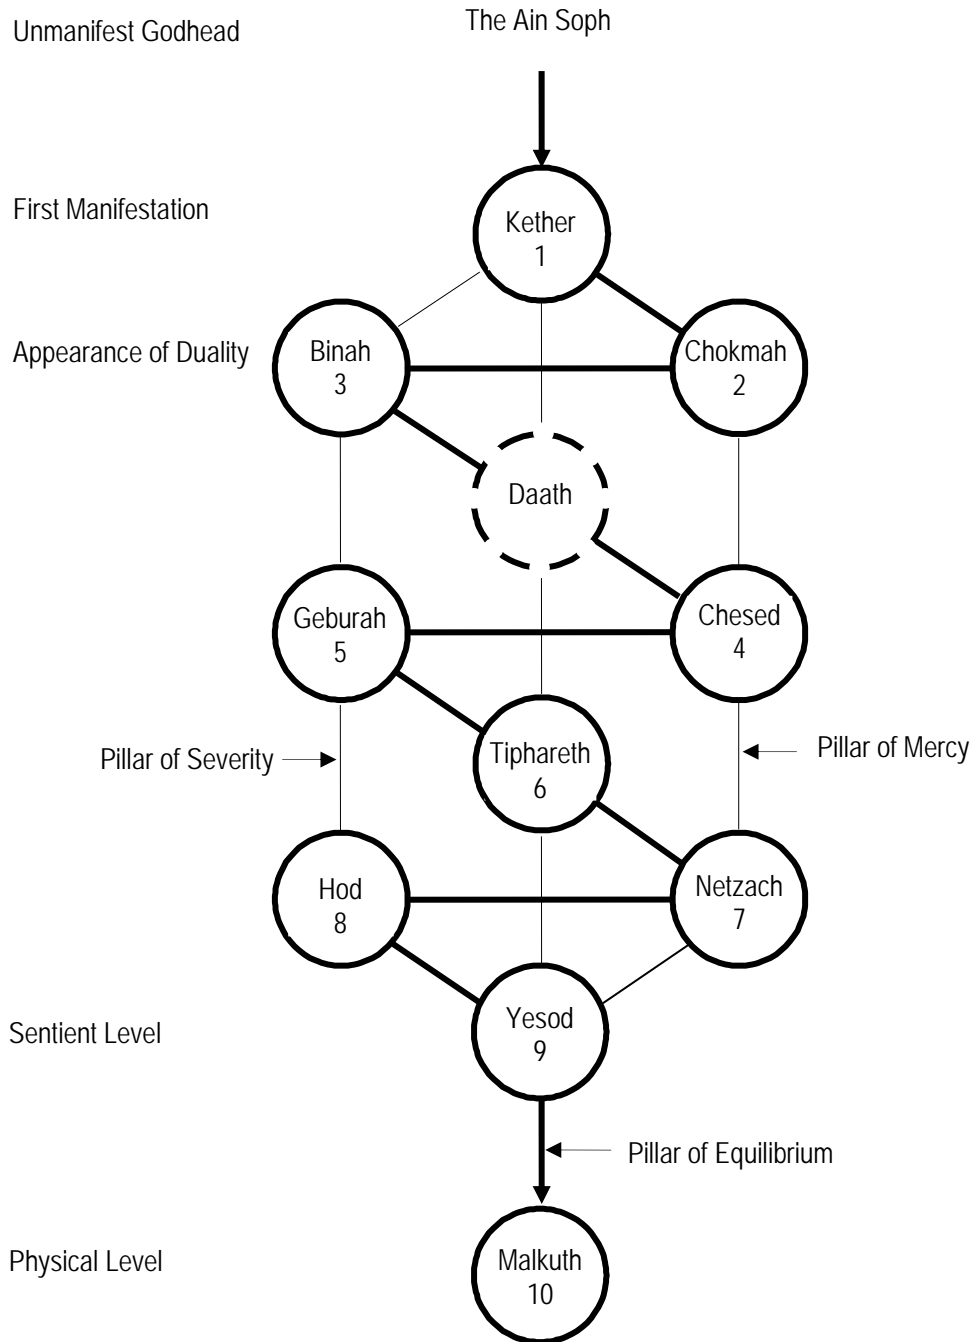 The Ain Soph
Unmanifest Godhead
First Manifestation
Kether
1
Appearance of Duality
Binah
3
Chokmah
2
Daath
Geburah
5
Chesed
4
Pillar of Severity
Tiphareth
6
Pillar of Mercy
Hod
8
Netzach
7
Sentient Level
Yesod
9
Pillar of Equilibrium
Physical Level
Malkuth
10